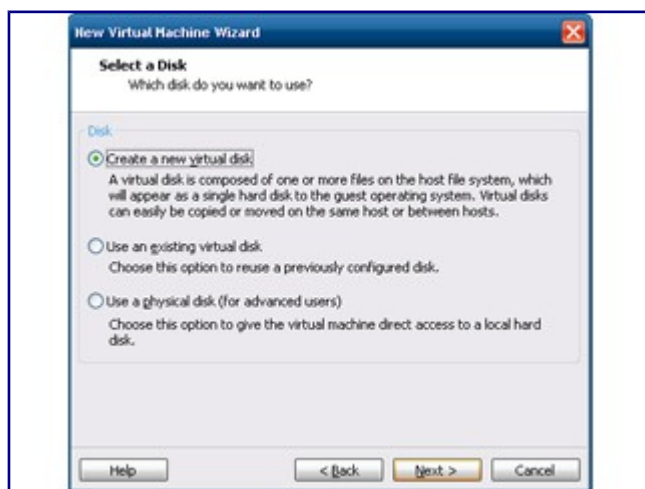 New Virtual Machine Wizard
Select a Disk
Which disk do you want to use?
Disk
Create a new virtual disk
A virtual disk is composed of one or more files on the host file system, which
will appear as a single hard disk to the guest operating system. Virtual disks
can easily be copied or moved on the same host or between hosts.
Use an existing virtual disk
Choose this option to reuse a previously configured disk.
Use a physical disk (for advanced users)
Choose this option to give the virtual machine direct access to a local hard
disk.
Help
< Back
Next >
Cancel